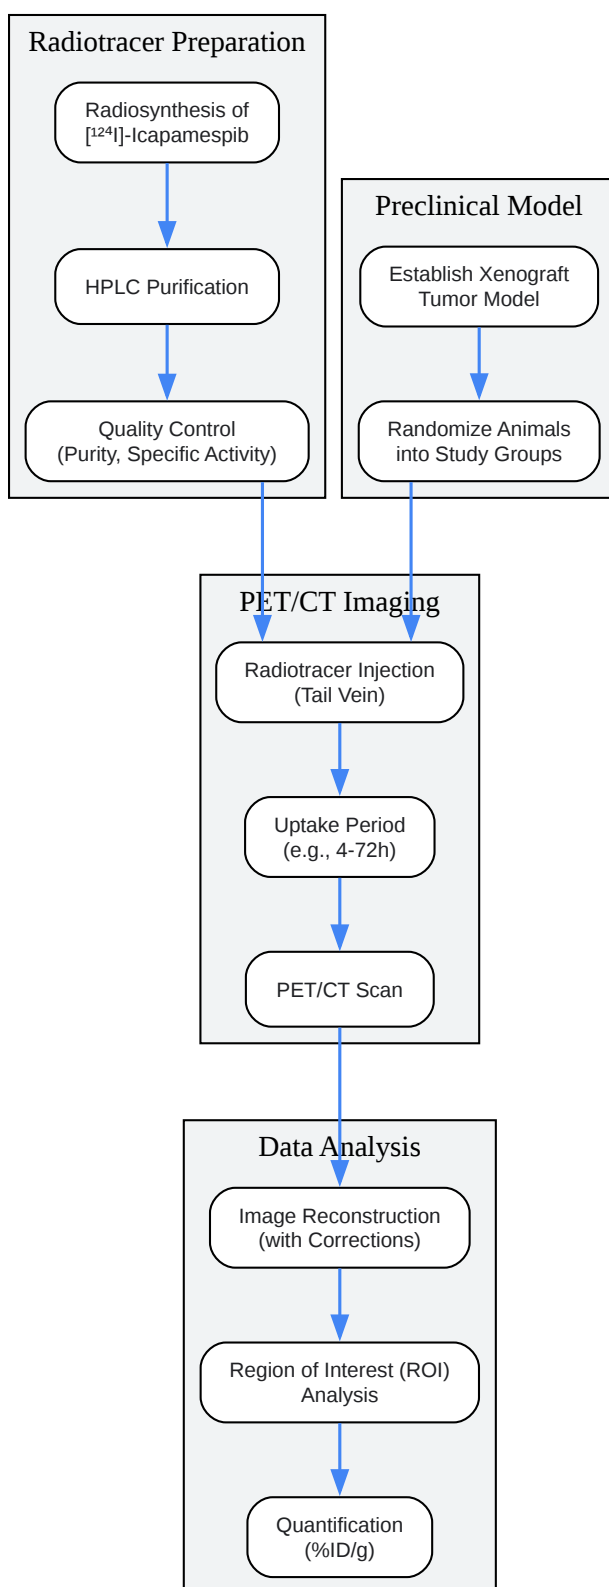 Radiotracer Preparation
Radiosynthesis of
[¹²⁴I]-Icapamespib
HPLC Purification
Quality Control
(Purity, Specific Activity)
Preclinical Model
Establish Xenograft
Tumor Model
Randomize Animals
into Study Groups
PET/CT Imaging
Radiotracer Injection
(Tail Vein)
Uptake Period
(e.g., 4-72h)
PET/CT Scan
Data Analysis
Image Reconstruction
(with Corrections)
Region of Interest (ROI)
Analysis
Quantification
(%ID/g)